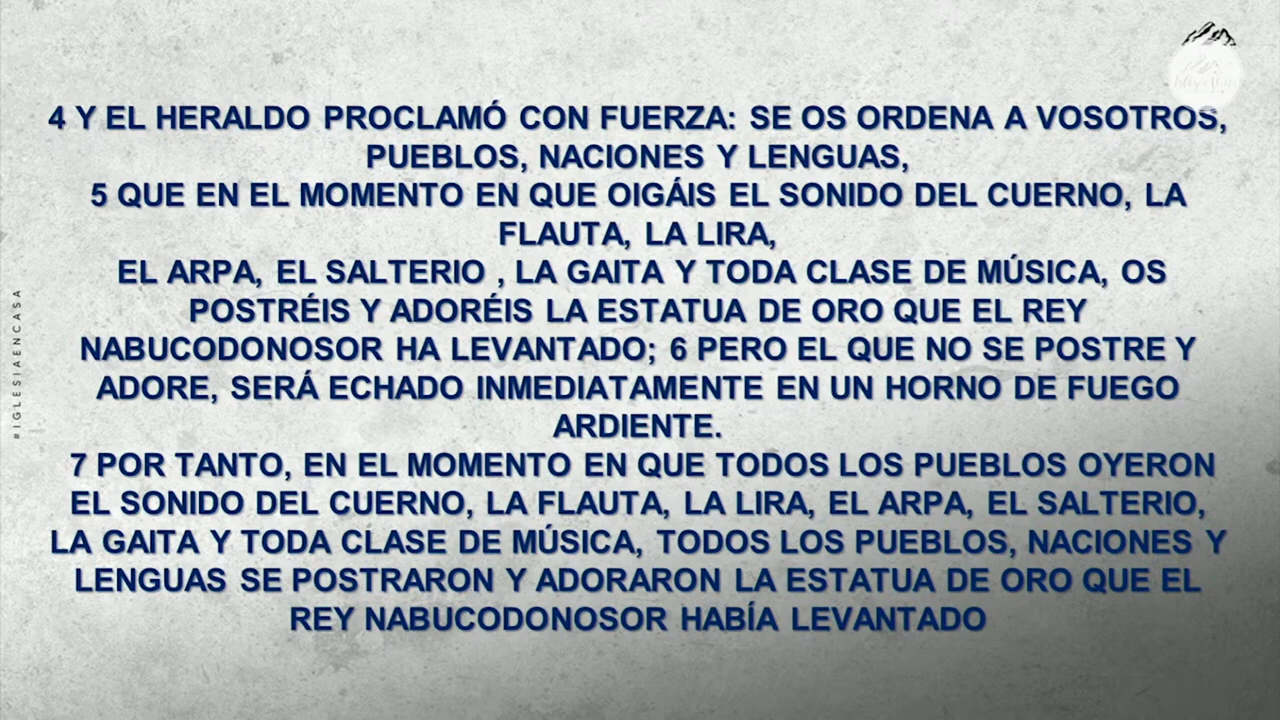 4 Y EL HERALDO PROCLAMÓ CON FUERZA: SE OS ORDENA A VOSOTROS,
PUEBLOS, NACIONES Y LENGUAS,
5 QUE EN EL MOMENTO EN QUE OIGÁIS EL SONIDO DEL CUERNO, LA
FLAUTA, LA LIRA,
EL ARPA, EL SALTERIO , LA GAITA Y TODA CLASE DE MÚSICA, OS
POSTRÉIS Y ADORÉIS LA ESTATUA DE ORO QUE EL REY
NABUCODONOSOR HA LEVANTADO; 6 PERO EL QUE NO SE POSTRE Y
ADORE, SERÁ ECHADO INMEDIATAMENTE EN UN HORNO DE FUEGO
ARDIENTE.
7 POR TANTO, EN EL MOMENTO EN QUE TODOS LOS PUEBLOS OYERON
EL SONIDO DEL CUERNO, LA FLAUTA, LA LIRA, EL ARPA, EL SALTERIO,
LA GAITA Y TODA CLASE DE MÚSICA, TODOS LOS PUEBLOS, NACIONES Y
LENGUAS SE POSTRARON Y ADORARON LA ESTATUA DE ORO QUE EL
REY NABUCODONOSOR HABÍA LEVANTADO
#IGLESIAENCASA